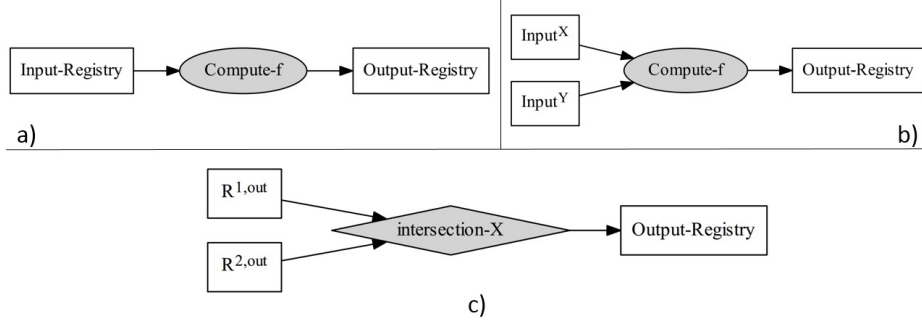 Input-Registry
Compute-f
Output-Registry
a)
Input^X
Input^Y
Compute-f
Output-Registry
b)
R^1,out
R^2,out
intersection-X
Output-Registry
c)